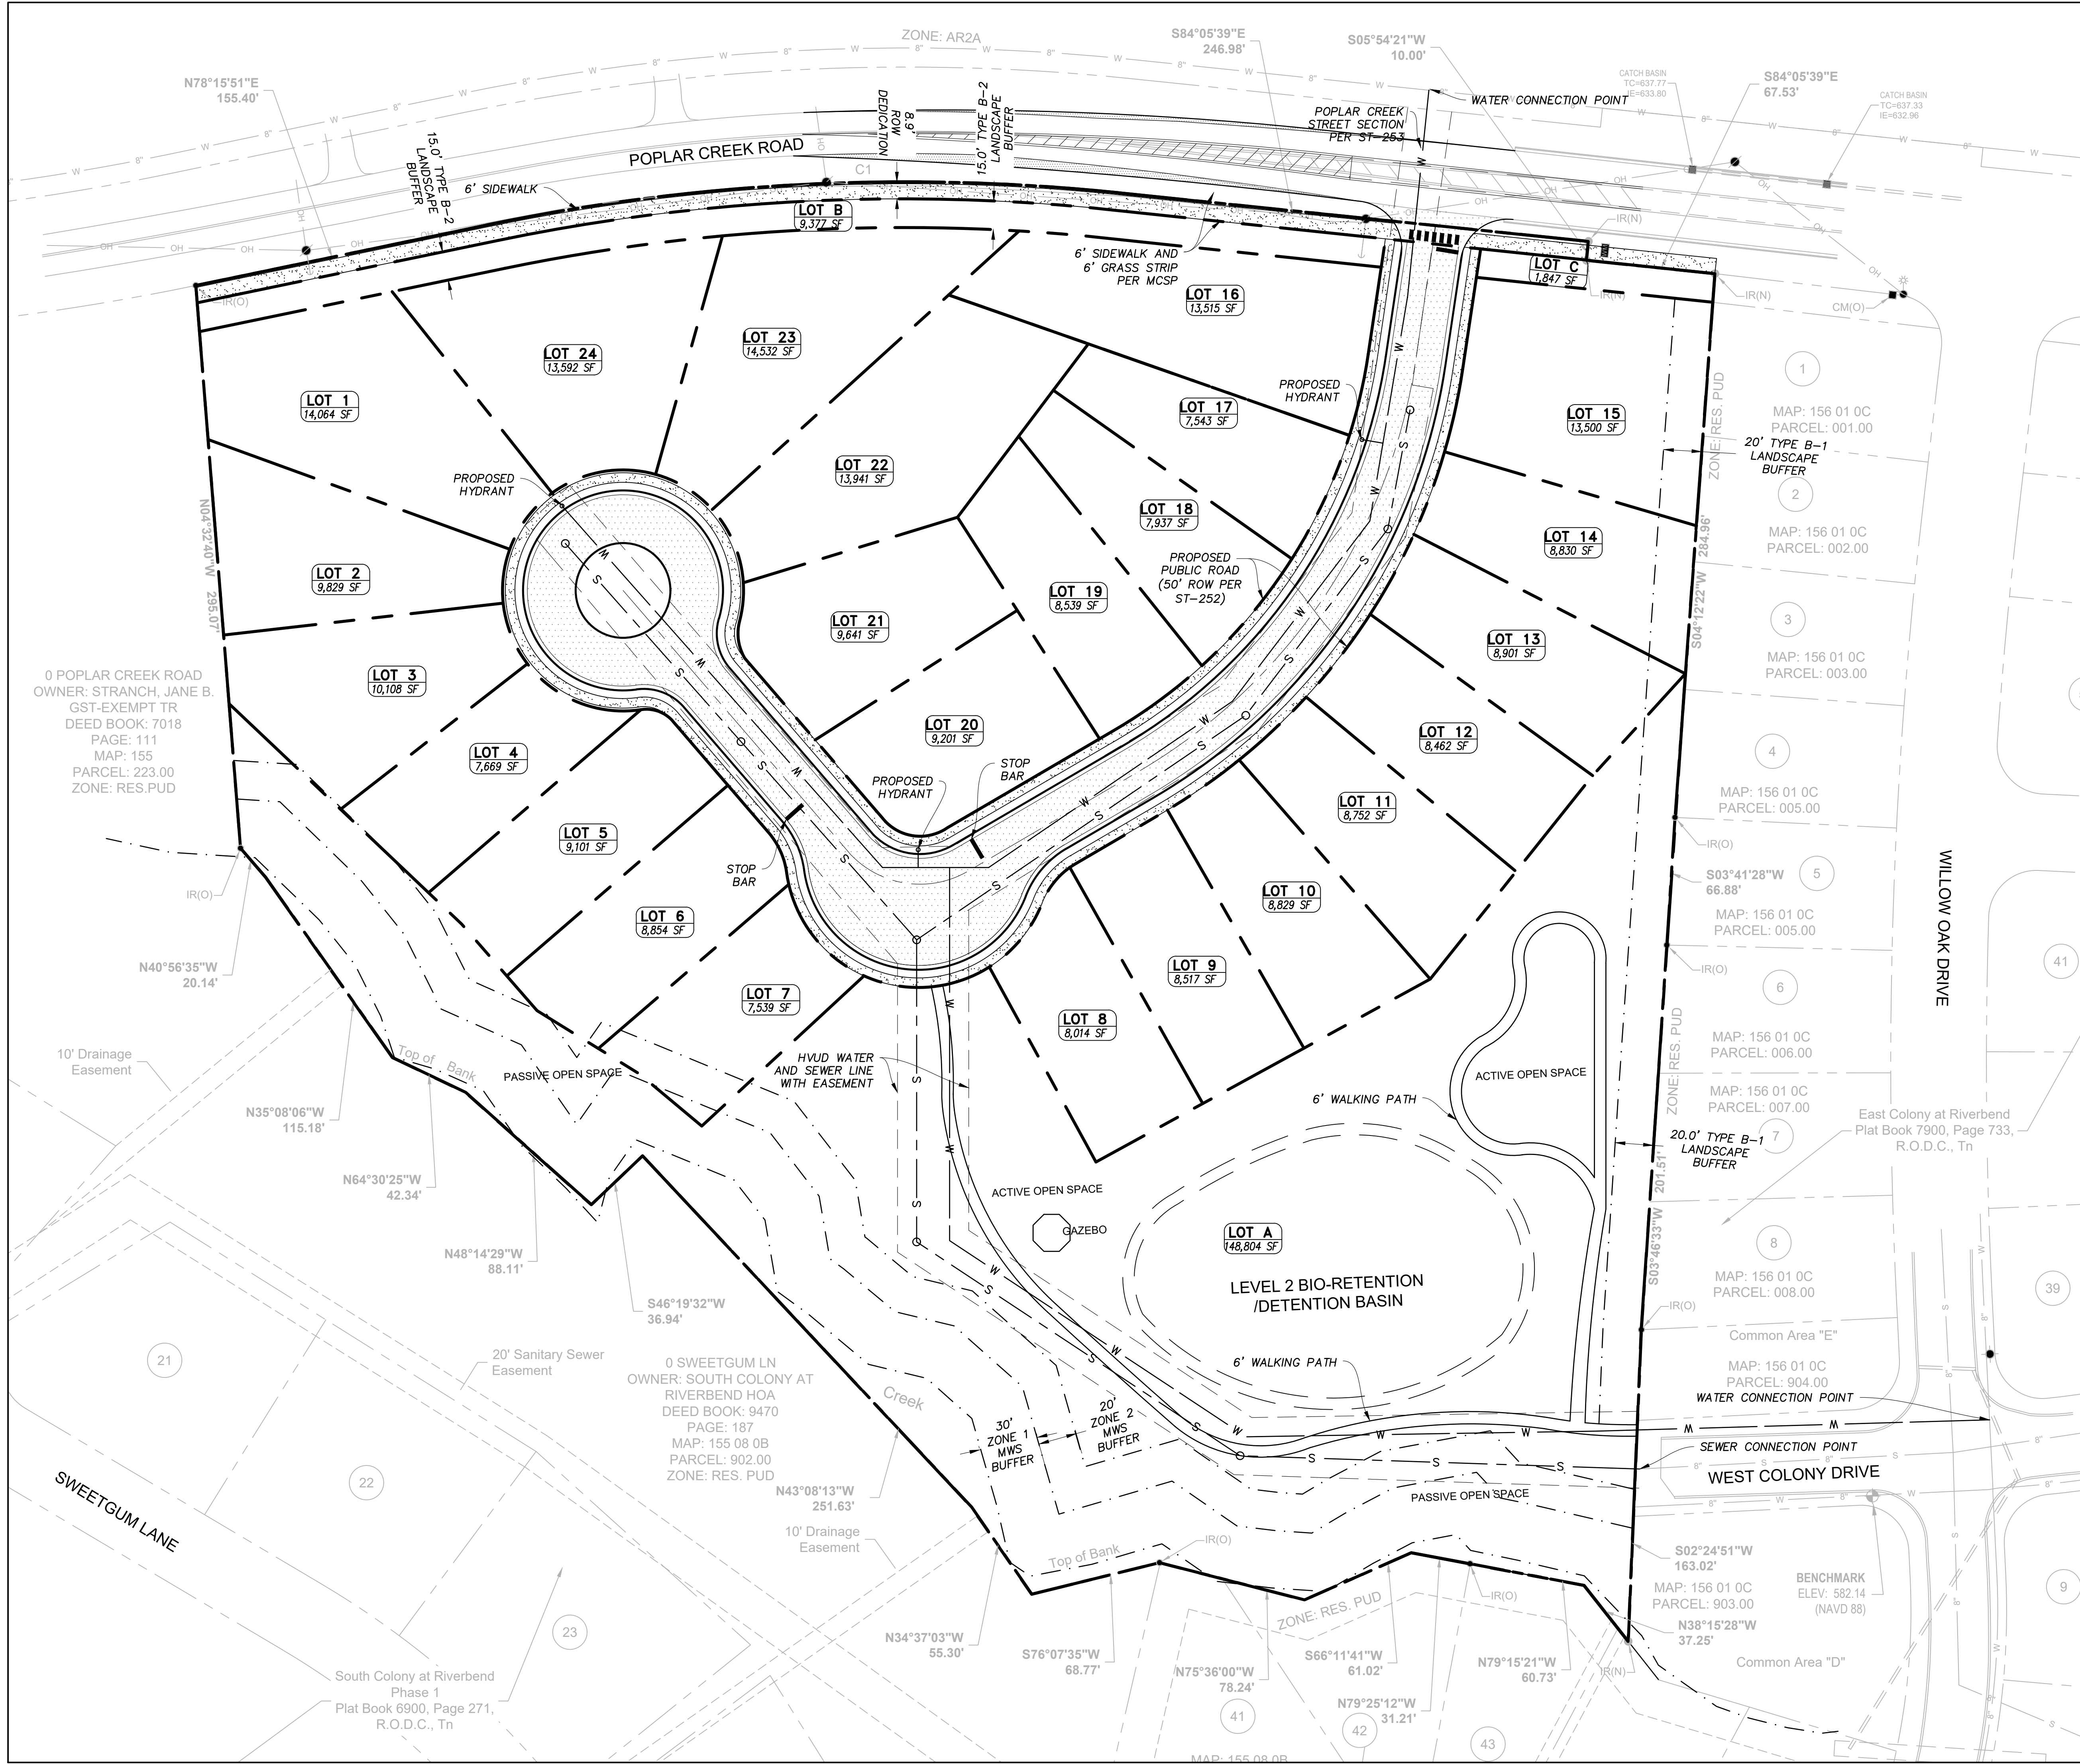 ZONE: AR2A
S84°05'39"E
246.98'
S05°54'21"W
10.00'
N78°15'51"E
155.40'
CATCH BASIN
TC=637.77
IE=633.80
S84°05'39"E
67.53'
CATCH BASIN
TC=637.33
IE=632.96
WATER CONNECTION POINT
POPLAR CREEK
STREET SECTION
PER ST-253
8.9'
ROW
DEDICATION
15.0' TYPE B-2
LANDSCAPE
BUFFER
15.0' TYPE B-2
LANDSCAPE
BUFFER
POPLAR CREEK ROAD
C1
6' SIDEWALK
LOT B
9,377 SF
6' SIDEWALK AND
6' GRASS STRIP
PER MCSP
IR(N)
LOT C
1,847 SF
IR(N)
IR(N)
CM(O)
IR(O)
LOT 16
13,515 SF
LOT 23
14,532 SF
LOT 24
13,592 SF
LOT 1
14,064 SF
PROPOSED
HYDRANT
LOT 17
7,543 SF
LOT 15
13,500 SF
ZONE: RES. PUD
20' TYPE B-1
LANDSCAPE
BUFFER
1
MAP: 156 01 0C
PARCEL: 001.00
2
MAP: 156 01 0C
PARCEL: 002.00
LOT 22
13,941 SF
PROPOSED
HYDRANT
LOT 18
7,937 SF
LOT 14
8,830 SF
N04°32'40"W 295.07'
S04°12'22"W 284.96'
LOT 2
9,829 SF
PROPOSED
PUBLIC ROAD
(50' ROW PER
ST-252)
LOT 19
8,539 SF
LOT 21
9,641 SF
LOT 13
8,901 SF
3
MAP: 156 01 0C
PARCEL: 003.00
0 POPLAR CREEK ROAD
OWNER: STRANCH, JANE B.
GST-EXEMPT TR
DEED BOOK: 7018
PAGE: 111
MAP: 155
PARCEL: 223.00
ZONE: RES.PUD
LOT 3
10,108 SF
LOT 4
7,669 SF
LOT 20
9,201 SF
LOT 12
8,462 SF
4
MAP: 156 01 0C
PARCEL: 005.00
PROPOSED
HYDRANT
STOP
BAR
LOT 11
8,752 SF
LOT 5
9,101 SF
STOP
BAR
IR(O)
IR(O)
S03°41'28"W
66.88'
5
MAP: 156 01 0C
PARCEL: 005.00
WILLOW OAK DRIVE
LOT 10
8,829 SF
LOT 6
8,854 SF
N40°56'35"W
20.14'
LOT 9
8,517 SF
IR(O)
6
41
LOT 7
7,539 SF
LOT 8
8,014 SF
ZONE: RES. PUD
MAP: 156 01 0C
PARCEL: 006.00
10' Drainage
Easement
Top of Bank
PASSIVE OPEN SPACE
HVUD WATER
AND SEWER LINE
WITH EASEMENT
ACTIVE OPEN SPACE
6' WALKING PATH
MAP: 156 01 0C
PARCEL: 007.00
7
N35°08'06"W
115.18'
20.0' TYPE B-1
LANDSCAPE
BUFFER
East Colony at Riverbend
Plat Book 7900, Page 733,
R.O.D.C., Tn
N64°30'25"W
42.34'
ACTIVE OPEN SPACE
GAZEBO
LOT A
148,804 SF
S03°46'33"W 201.51'
8
MAP: 156 01 0C
PARCEL: 008.00
N48°14'29"W
88.11'
LEVEL 2 BIO-RETENTION
/DETENTION BASIN
39
S46°19'32"W
36.94'
IR(O)
Common Area "E"
21
20' Sanitary Sewer
Easement
0 SWEETGUM LN
OWNER: SOUTH COLONY AT
RIVERBEND HOA
DEED BOOK: 9470
PAGE: 187
MAP: 155 08 0B
PARCEL: 902.00
ZONE: RES. PUD
Creek
6' WALKING PATH
MAP: 156 01 0C
PARCEL: 904.00
WATER CONNECTION POINT
30'
ZONE 1
MWS
BUFFER
20'
ZONE 2
MWS
BUFFER
SEWER CONNECTION POINT
WEST COLONY DRIVE
22
N43°08'13"W
251.63'
PASSIVE OPEN SPACE
SWEETGUM LANE
10' Drainage
Easement
Top of Bank
IR(O)
S02°24'51"W
163.02'
MAP: 156 01 0C
PARCEL: 903.00
BENCHMARK
ELEV: 582.14
(NAVD 88)
9
IR(O)
ZONE: RES. PUD
N38°15'28"W
37.25'
23
N34°37'03"W
55.30'
S76°07'35"W
68.77'
N75°36'00"W
78.24'
S66°11'41"W
61.02'
N79°15'21"W
60.73'
N79°25'12"W
31.21'
IR(N)
Common Area "D"
South Colony at Riverbend
Phase 1
Plat Book 6900, Page 271,
R.O.D.C., Tn
41
42
43
MAP: 155 08 0B